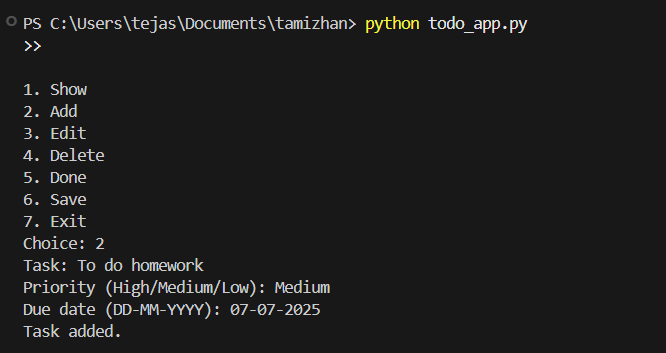 PS C:\Users\tejas\Documents\tamizhan> python todo_app.py
>>
1. Show
2. Add
3. Edit
4. Delete
5. Done
6. Save
7. Exit
Choice: 2
Task: To do homework
Priority (High/Medium/Low): Medium
Due date (DD-MM-YYYY): 07-07-2025
Task added.